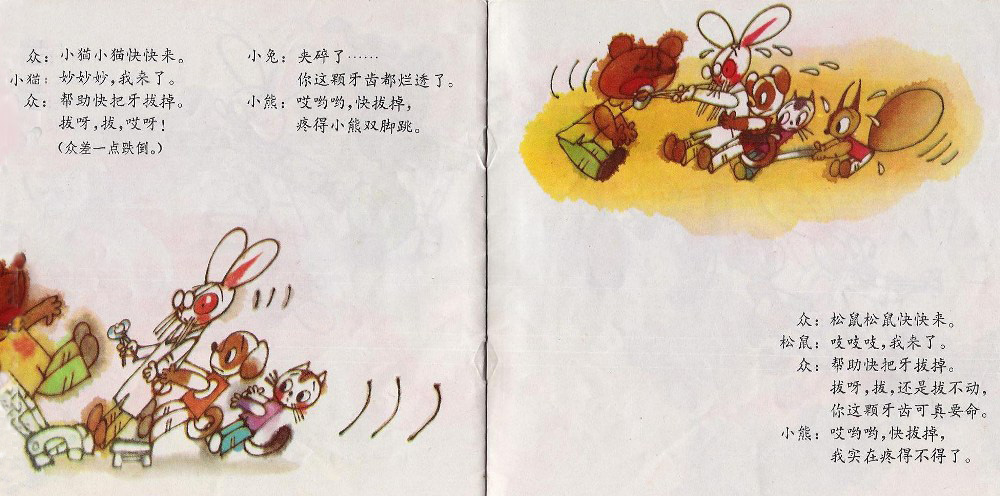 众：小猫小猫快快来。
小猫：妙妙妙，我来了。
众：帮助快把牙拔掉。
拔呀，拔，哎呀！
（众差一点跌倒。）
小兔：夹碎了……
你这颗牙齿都烂透了。
小熊：哎哟哟，快拔掉，
疼得小熊双脚跳。
众：松鼠松鼠快快来。
松鼠：吱吱吱，我来了。
众：帮助快把牙拔掉。
拔呀，拔，还是拔不动，
你这颗牙齿可真要命。
小熊：哎哟哟，快拔掉，
我实在疼得不得了。